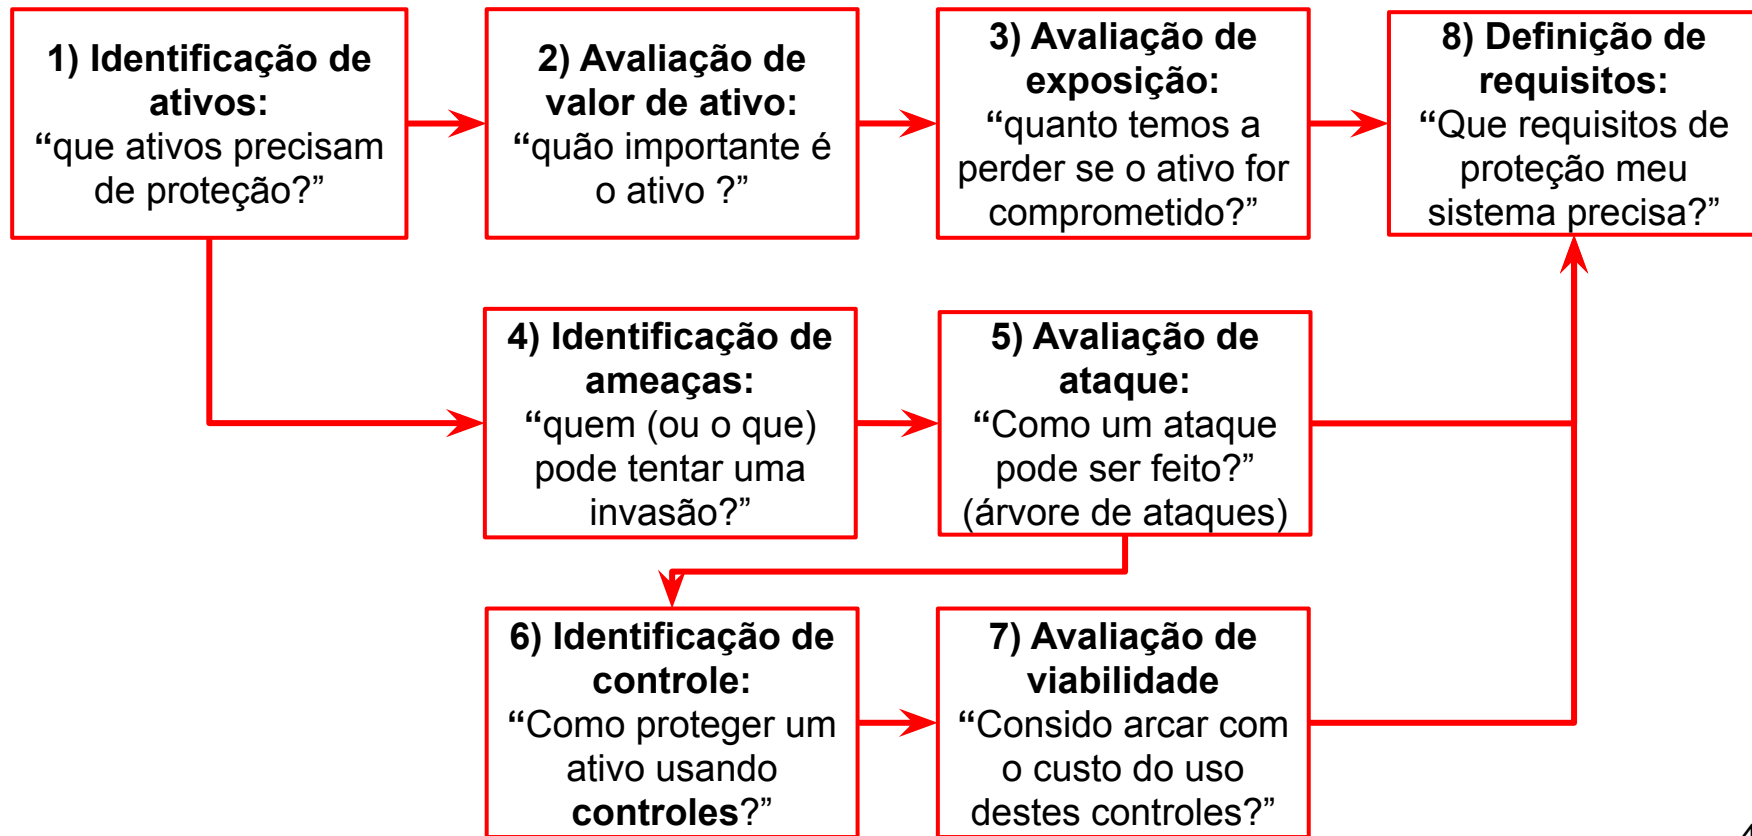 1) Identificação de
ativos:
“que ativos precisam
de proteção?”
2) Avaliação de
valor de ativo:
“quão importante é
o ativo ?”
3) Avaliação de
exposição:
“quanto temos a
perder se o ativo for
comprometido?”
8) Definição de
requisitos:
“Que requisitos de
proteção meu
sistema precisa?”
4) Identificação de
ameaças:
“quem (ou o que)
pode tentar uma
invasão?”
5) Avaliação de
ataque:
“Como um ataque
pode ser feito?”
(árvore de ataques)
6) Identificação de
controle:
“Como proteger um
ativo usando
controles?”
7) Avaliação de
viabilidade
“Consido arcar com
o custo do uso
destes controles?”